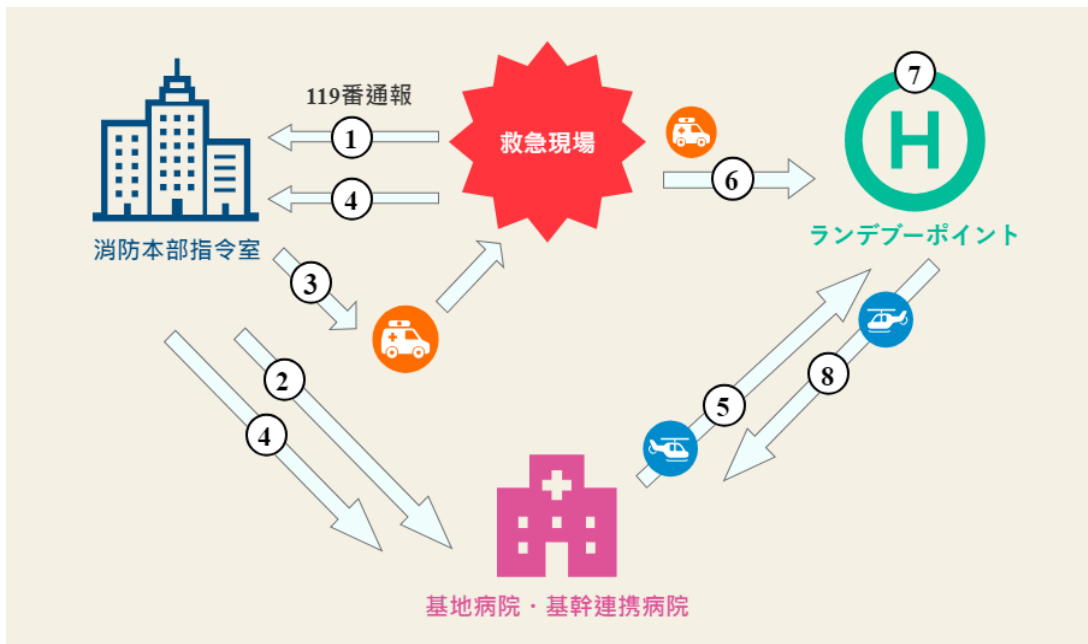 119番通報
①
救急現場
⑦
H
④
⑥
消防本部指令室
ランデブーポイント
③
②
⑤
⑧
④
基地病院・基幹連携病院